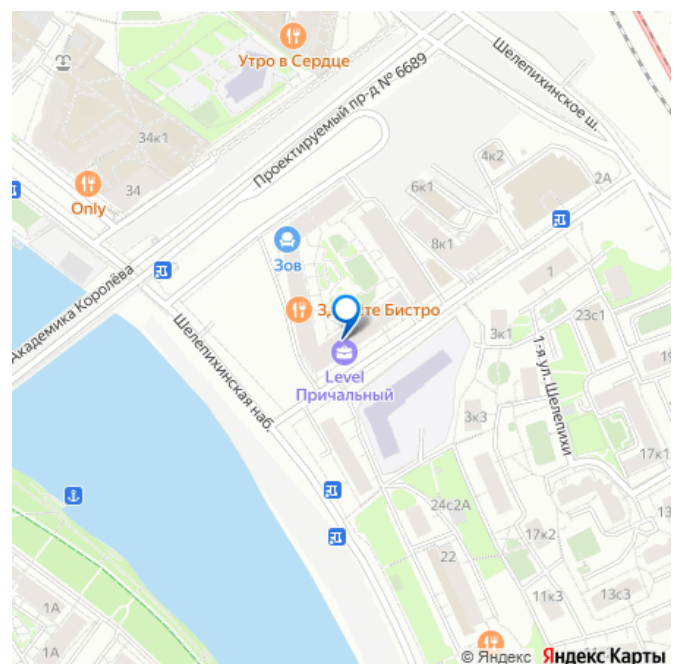 Утро в Сердце
Шелепихинское ш.
Проектируемый пр-д № 6689
34к1
34
Only
4к2
6к1
2А
8к1
Зов
1
Академика Королёва
23с1
Шелепихинская наб.
3к1
1-я ул. Шелепихи
Level
Причальный
3к3
17к1
24с2А
17к2
22
11к3
13с3
1А
1А
© Яндекс Яндекс Карты